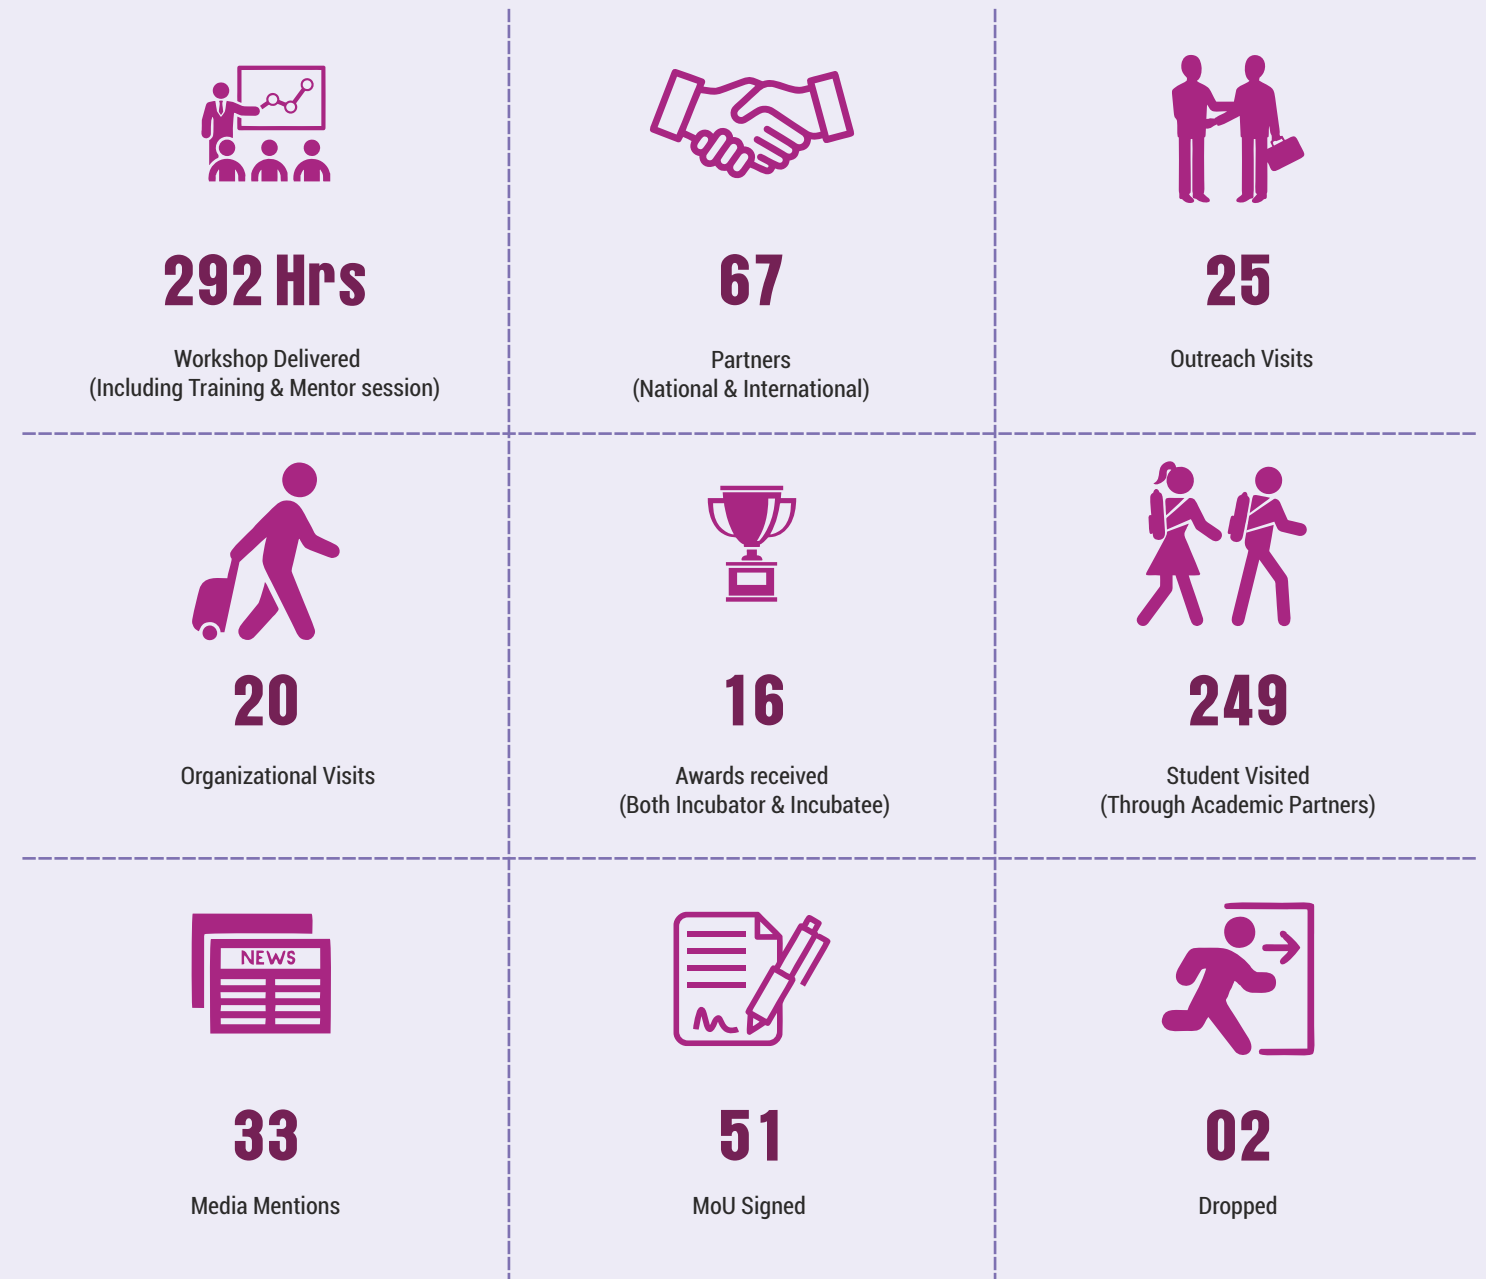 292 Hrs
Workshop Delivered
(Including Training & Mentor session)
67
Partners
(National & International)
25
Outreach Visits
20
Organizational Visits
16
Awards received
(Both Incubator & Incubatee)
249
Student Visited
(Through Academic Partners)
NEWS
33
Media Mentions
51
MoU Signed
02
Dropped